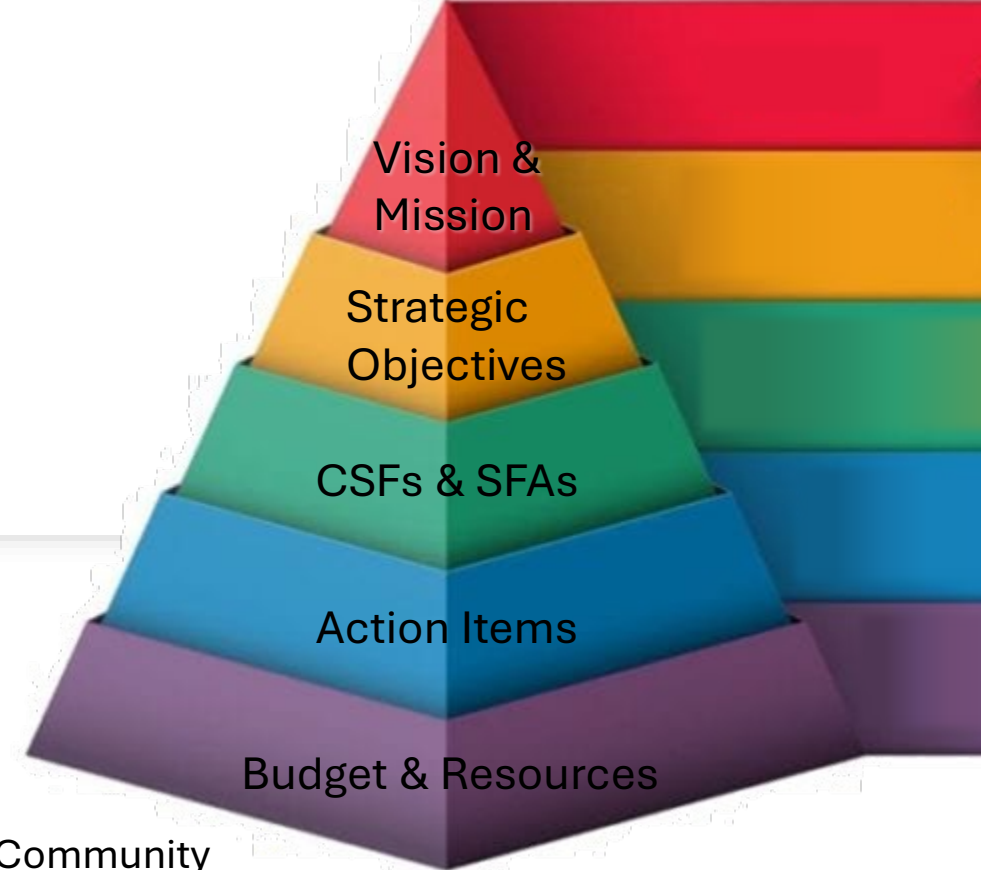 Vision &
Mission
Strategic
Objectives
CSFs & SFAs
Action Items
Budget & Resources
Community